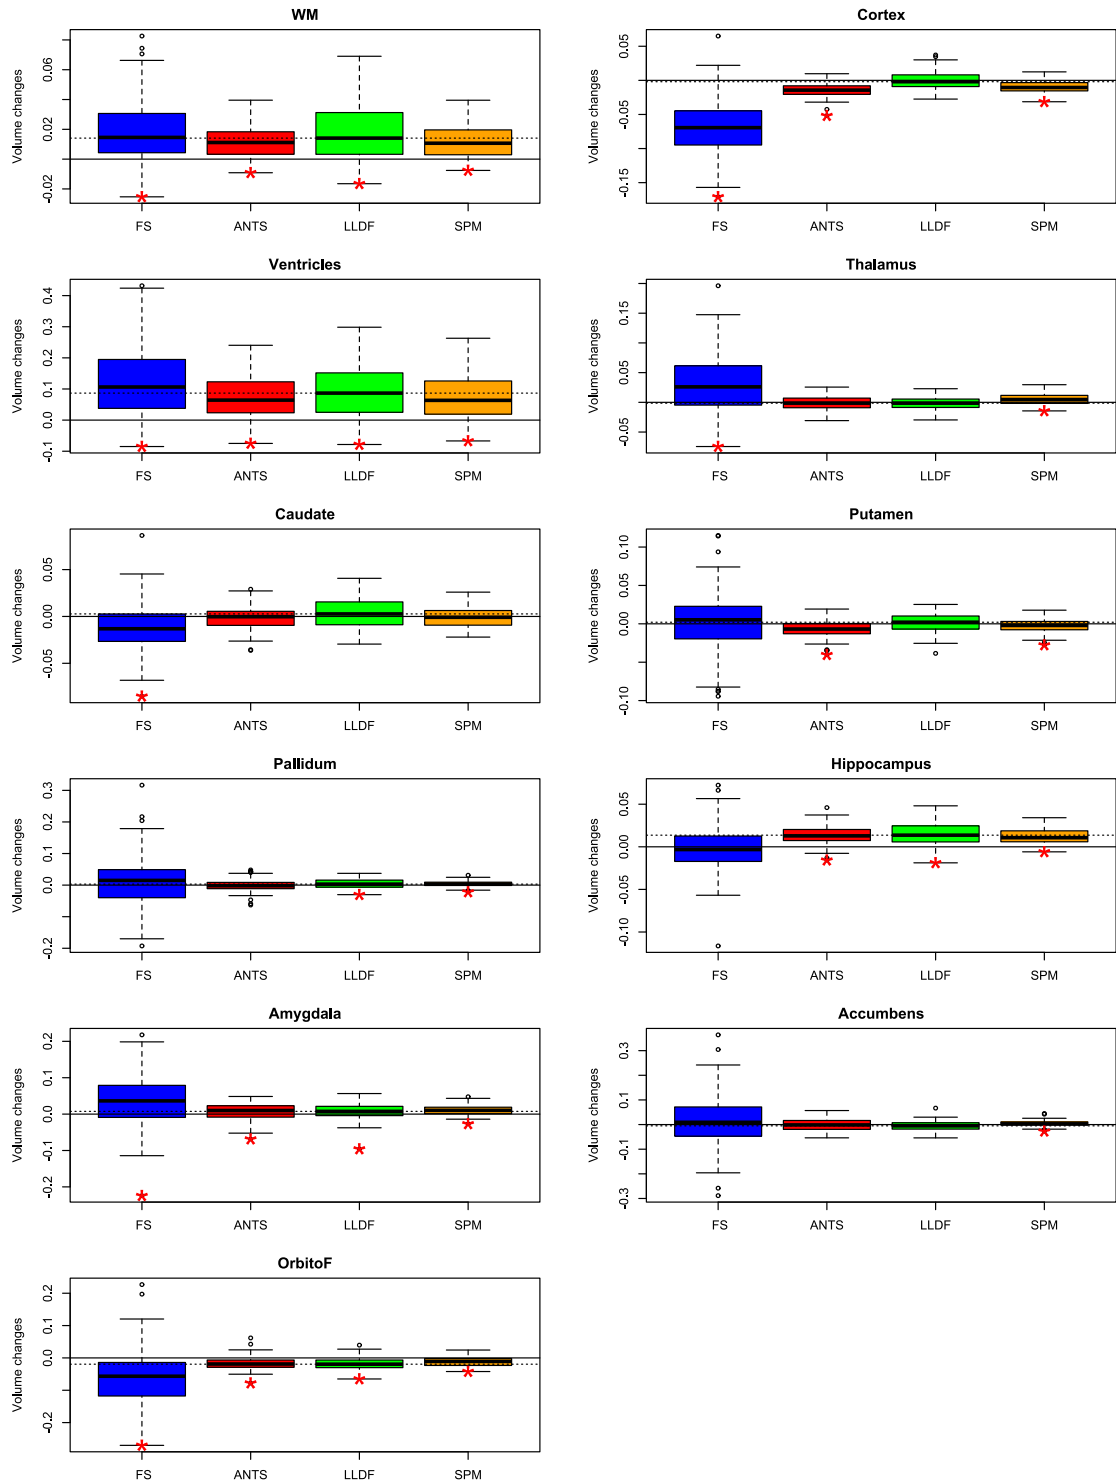 WM
Volume changes
0.06
0.02
-0.02
FS ANTS LLDF SPM
Cortex
Volume changes
0.05
-0.05
-0.15
FS ANTS LLDF SPM
Ventricles
Volume changes
0.4
0.3
0.2
0.1
0.0
-0.1
FS ANTS LLDF SPM
Thalamus
Volume changes
0.15
0.05
-0.05
FS ANTS LLDF SPM
Caudate
Volume changes
0.05
0.00
-0.05
FS ANTS LLDF SPM
Putamen
Volume changes
0.10
0.05
0.00
-0.10
FS ANTS LLDF SPM
Pallidum
Volume changes
0.3
0.2
0.1
0.0
-0.2
FS ANTS LLDF SPM
Hippocampus
Volume changes
0.05
0.00
-0.05
-0.10
FS ANTS LLDF SPM
Amygdala
Volume changes
0.2
0.1
0.0
-0.1
-0.2
FS ANTS LLDF SPM
Accumbens
Volume changes
0.3
0.1
-0.1
-0.3
FS ANTS LLDF SPM
OrbitoF
Volume changes
0.2
0.0
-0.2
FS ANTS LLDF SPM